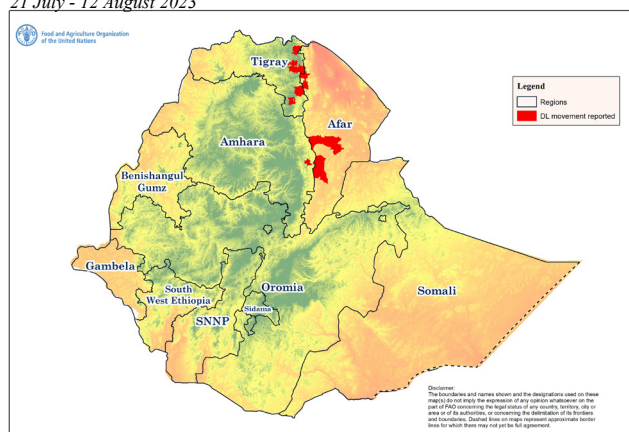 21 July - 12 August 2023
Food and Agriculture Organization
of the United Nations
Tigray
Legend
Regions
DL movement reported
Afar
Amhara
Benishangul
Gumz
Gambela
South
West Ethiopia
Oromia
Somali
Sidama
SNNP
Disclaimer:
The boundaries and names shown and the designations used on these
map(s) do not imply the expression of any opinion whatsoever on the
part of FAO concerning the legal status of any country, territory, city or
area or of its authorities, or concerning the delimitation of its frontiers
and boundaries. Dashed lines on maps represent approximate border
lines for which there may not yet be full agreement.